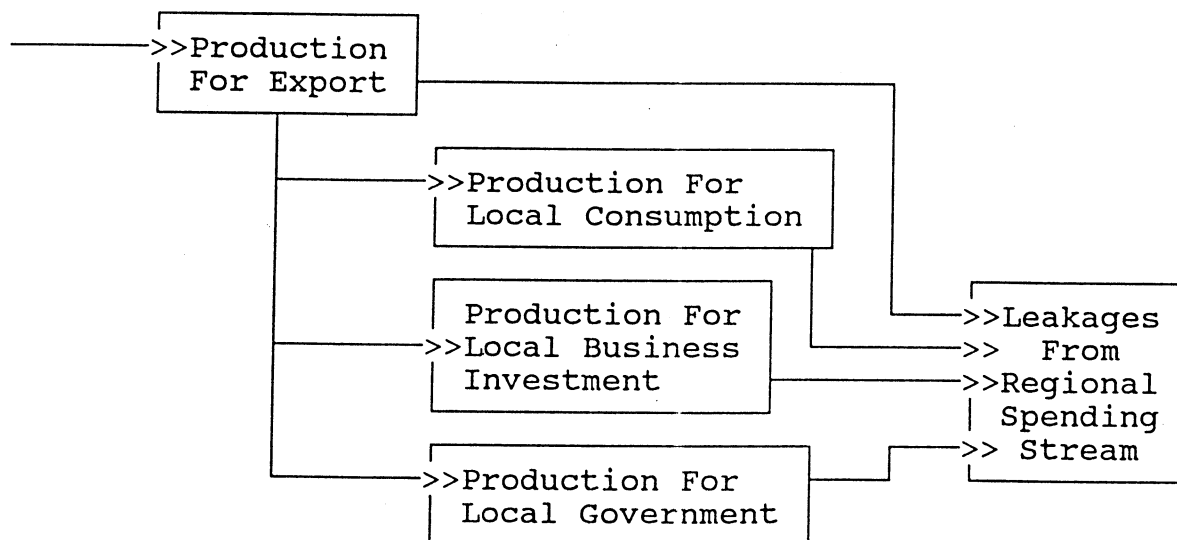 >>Production
For Export
>>Production For
Local Consumption
Production For
>>Local Business
Investment
>>Production For
Local Government
>>Leakages
>> From
>>Regional
Spending
>> Stream